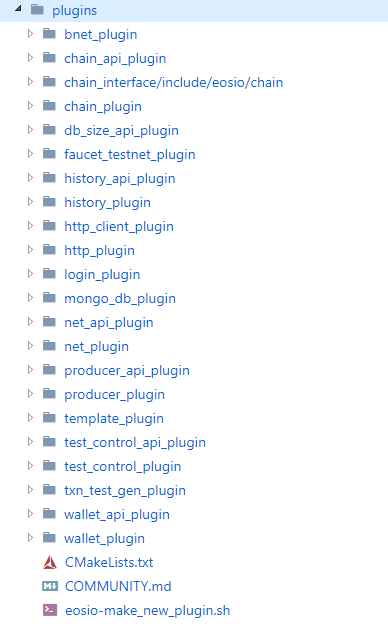 plugins
bnet_plugin
chain_api_plugin
chain_interface/include/eosio/chain
chain_plugin
db_size_api_plugin
faucet_testnet_plugin
history_api_plugin
history_plugin
http_client_plugin
http_plugin
login_plugin
mongo_db_plugin
net_api_plugin
net_plugin
producer_api_plugin
producer_plugin
template_plugin
test_control_api_plugin
test_control_plugin
txn_test_gen_plugin
wallet_api_plugin
wallet_plugin
CMakeLists.txt
COMMUNITY.md
eosio-make_new_plugin.sh